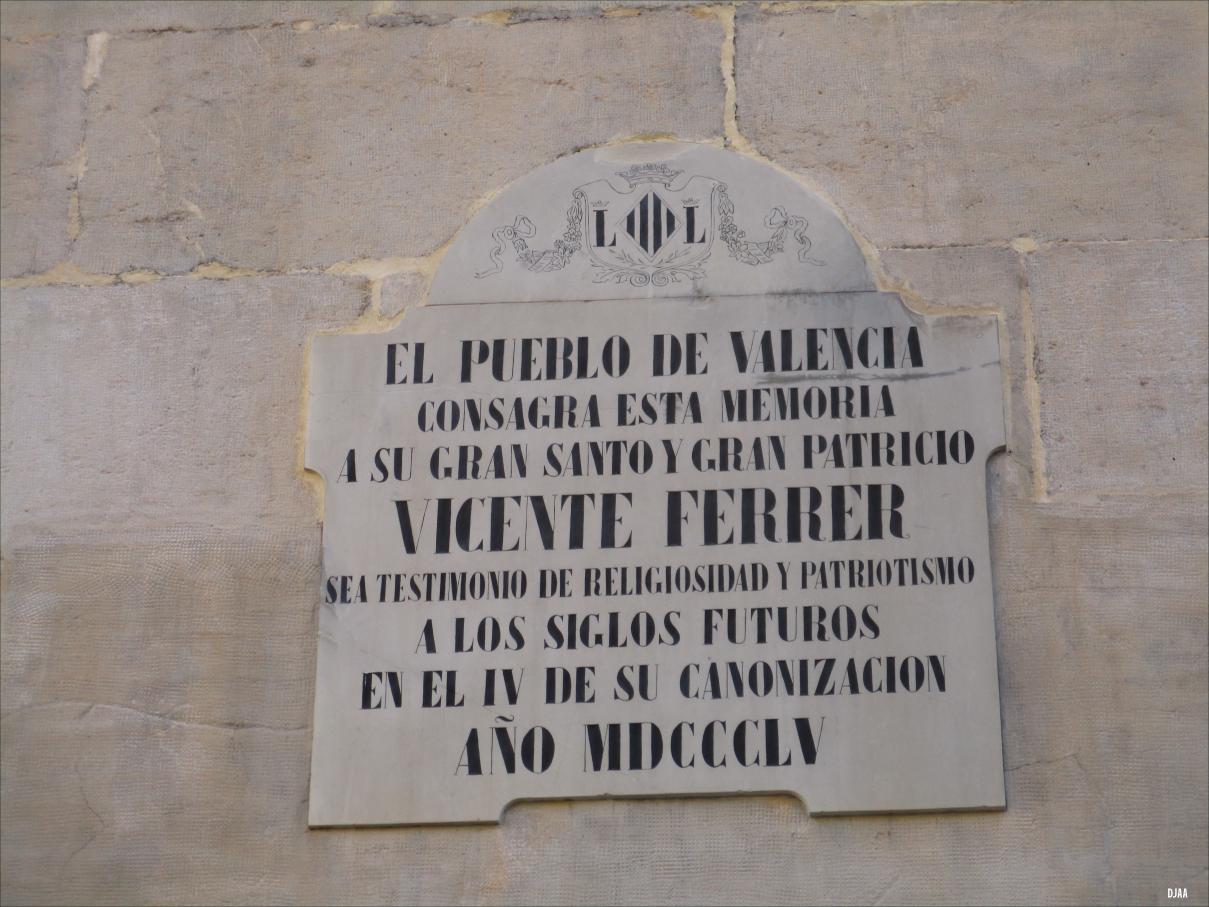 L L
EL PUEBLO DE VALENCIA
CONSAGRA ESTA MEMORIA
A SU GRAN SANTO Y GRAN PATRICIO
VICENTE FERRER
SEA TESTIMONIO DE RELIGIOSIDAD Y PATRIOTISMO
A LOS SIGLOS FUTUROS
EN EL IV DE SU CANONIZACION
AÑO MDCCCLV
DJAA